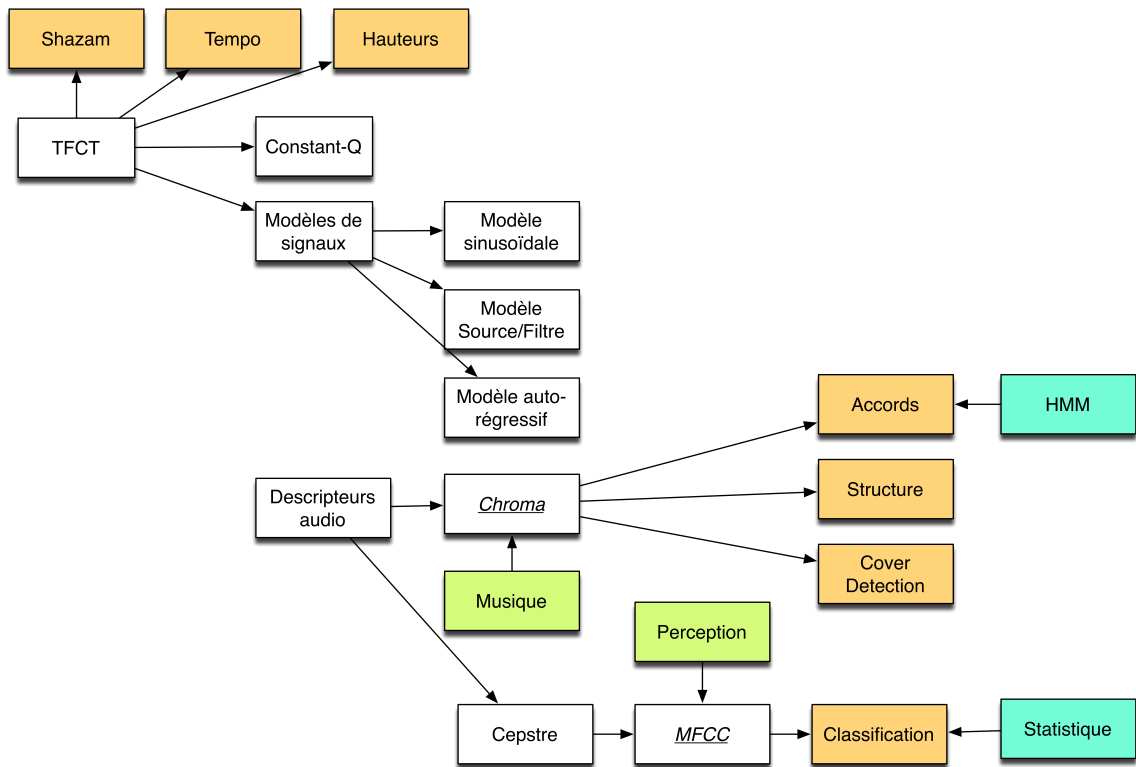 Shazam
Tempo
Hauteurs
TFCT
Constant-Q
Modèles de
signaux
Modèle
sinusoïdale
Modèle
Source/Filtre
Modèle auto-
régressif
Accords
HMM
Descripteurs
audio
Chroma
Structure
Cover
Detection
Musique
Perception
Cepstre
MFCC
Classification
Statistique